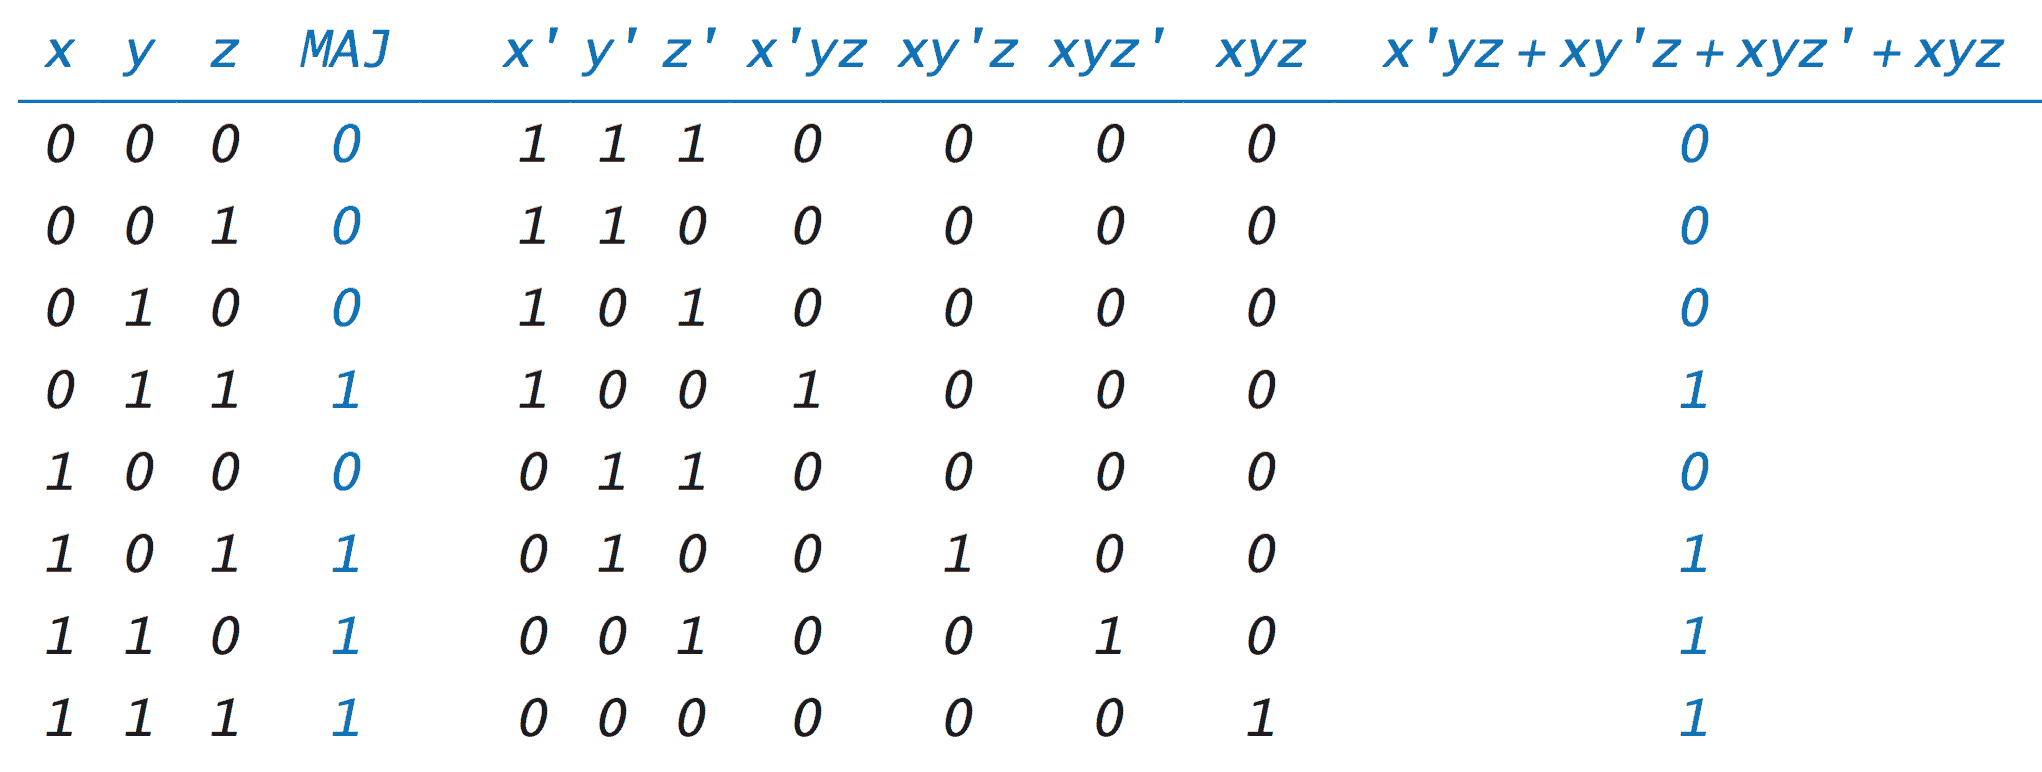 x y z MAJ x' y' z' x'yz xy'z xyz' xyz x'yz + xy'z + xyz' + xyz
0 0 0 0 1 1 1 0 0 0 0 0
0 0 1 0 1 1 0 0 0 0 0 0
0 1 0 0 1 0 1 0 0 0 0 0
0 1 1 1 1 0 0 1 0 0 0 1
1 0 0 0 0 1 1 0 0 0 0 0
1 0 1 1 0 1 0 0 1 0 0 1
1 1 0 1 0 0 1 0 0 1 0 1
1 1 1 1 0 0 0 0 0 0 1 1